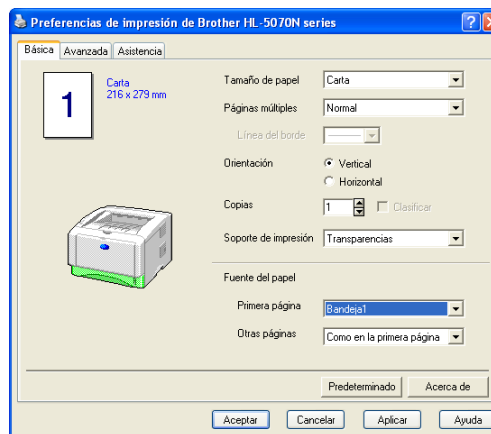 Preferencias de impresión de Brother HL-5070N series
Básica Avanzada Asistencia
1
Carta
216 x 279 mm
Tamaño de papel Carta
Páginas múltiples Normal
Línea del borde
Orientación Vertical
Horizontal
Copias 1 Clasificar
Soporte de impresión Transparencias
Fuente del papel
Primera página Bandeja1
Otras páginas Como en la primera página
Predeterminado Acerca de
Aceptar Cancelar Aplicar Ayuda